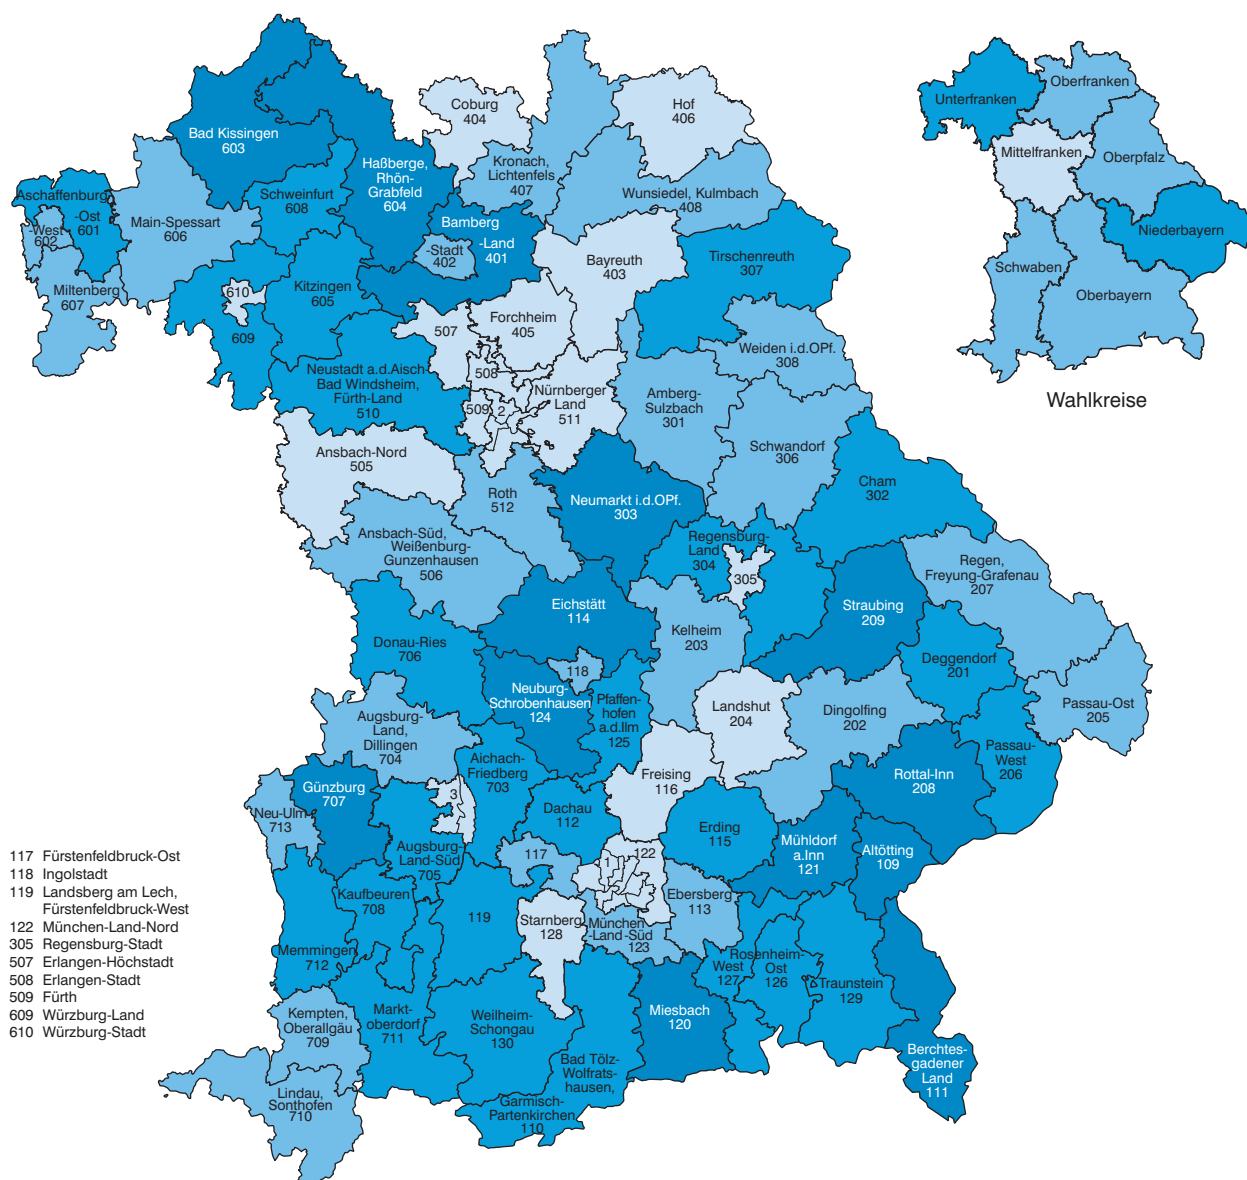 Coburg
404
Hof
406
Bad Kissingen
603
Haßberge,
Rhön-
Grabfeld
604
Kronach,
Lichtenfels
407
Wunsiedel, Kulmbach
408
Aschaffenburg
-Ost
601
-West
602
Main-Spessart
606
Schweinfurt
608
Bamberg
-Land
401
-Stadt
402
Bayreuth
403
Tirschenreuth
307
Miltenberg
607
610
609
Kitzingen
605
507
Forchheim
405
508
Weiden i.d.OPf.
308
Neustadt a.d.Aisch-
Bad Windsheim,
Fürth-Land
510
509
2
Nürnberger
Land
511
Amberg-
Sulzbach
301
Schwandorf
306
Ansbach-Nord
505
Roth
512
Neumarkt i.d.OPf.
303
Cham
302
Ansbach-Süd,
Weißenburg-
Gunzenhausen
506
Regensburg-
Land
304
305
Regen,
Freyung-Grafenau
207
Eichstätt
114
Straubing
209
Kelheim
203
Donau-Ries
706
118
Deggendorf
201
Neuburg-
Schrobenhausen
124
Pfaffen-
hofen
a.d.Ilm
125
Landshut
204
Dingolfing
202
Passau-Ost
205
Augsburg-
Land,
Dillingen
704
Aichach-
Friedberg
703
Freising
116
Passau-
West
206
Rottal-Inn
208
Günzburg
707
3
Neu-Ulm
713
Dachau
112
Erding
115
Mühldorf
a.Inn
121
Altötting
109
Augsburg-
Land-Süd
705
117
1
122
Ebersberg
113
Kaufbeuren
708
119
Starnberg
128
München
-Land-Süd
123
Memmingen
712
Rosenheim-
West
127
Ost
126
Traunstein
129
Kempten,
Oberallgäu
709
Markt-
oberdorf
711
Weilheim-
Schongau
130
Miesbach
120
Bad Tölz-
Wolfrats-
hausen,
Garmisch-
Partenkirchen
110
Berchtes-
gadener
Land
111
Lindau,
Sonthofen
710
117 Fürstenfeldbruck-Ost
118 Ingolstadt
119 Landsberg am Lech,
Fürstenfeldbruck-West
122 München-Land-Nord
305 Regensburg-Stadt
507 Erlangen-Höchstadt
508 Erlangen-Stadt
509 Fürth
609 Würzburg-Land
610 Würzburg-Stadt
Unterfranken
Oberfranken
Mittelfranken
Oberpfalz
Niederbayern
Schwaben
Oberbayern
Wahlkreise